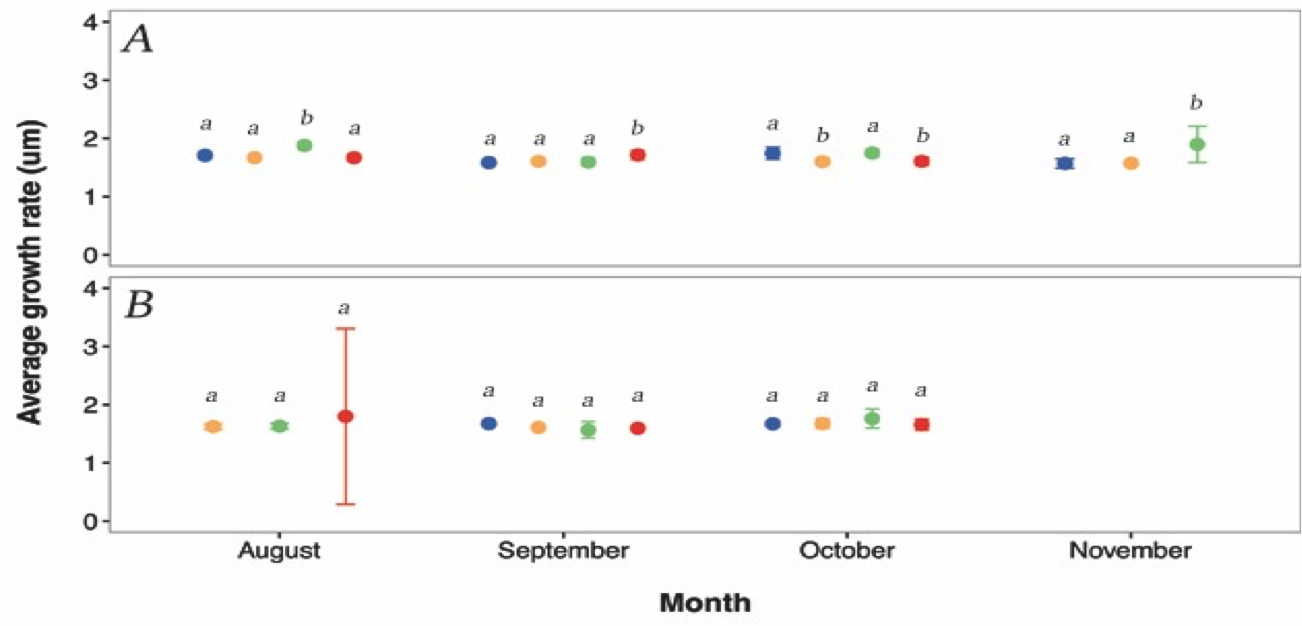 Average growth rate (um)
A
4
3
2
1
0
a a b a
a a a b
a b a b
a a b
B
4
3
2
1
0
a a a
a a a a
a a a a
August September October November
Month